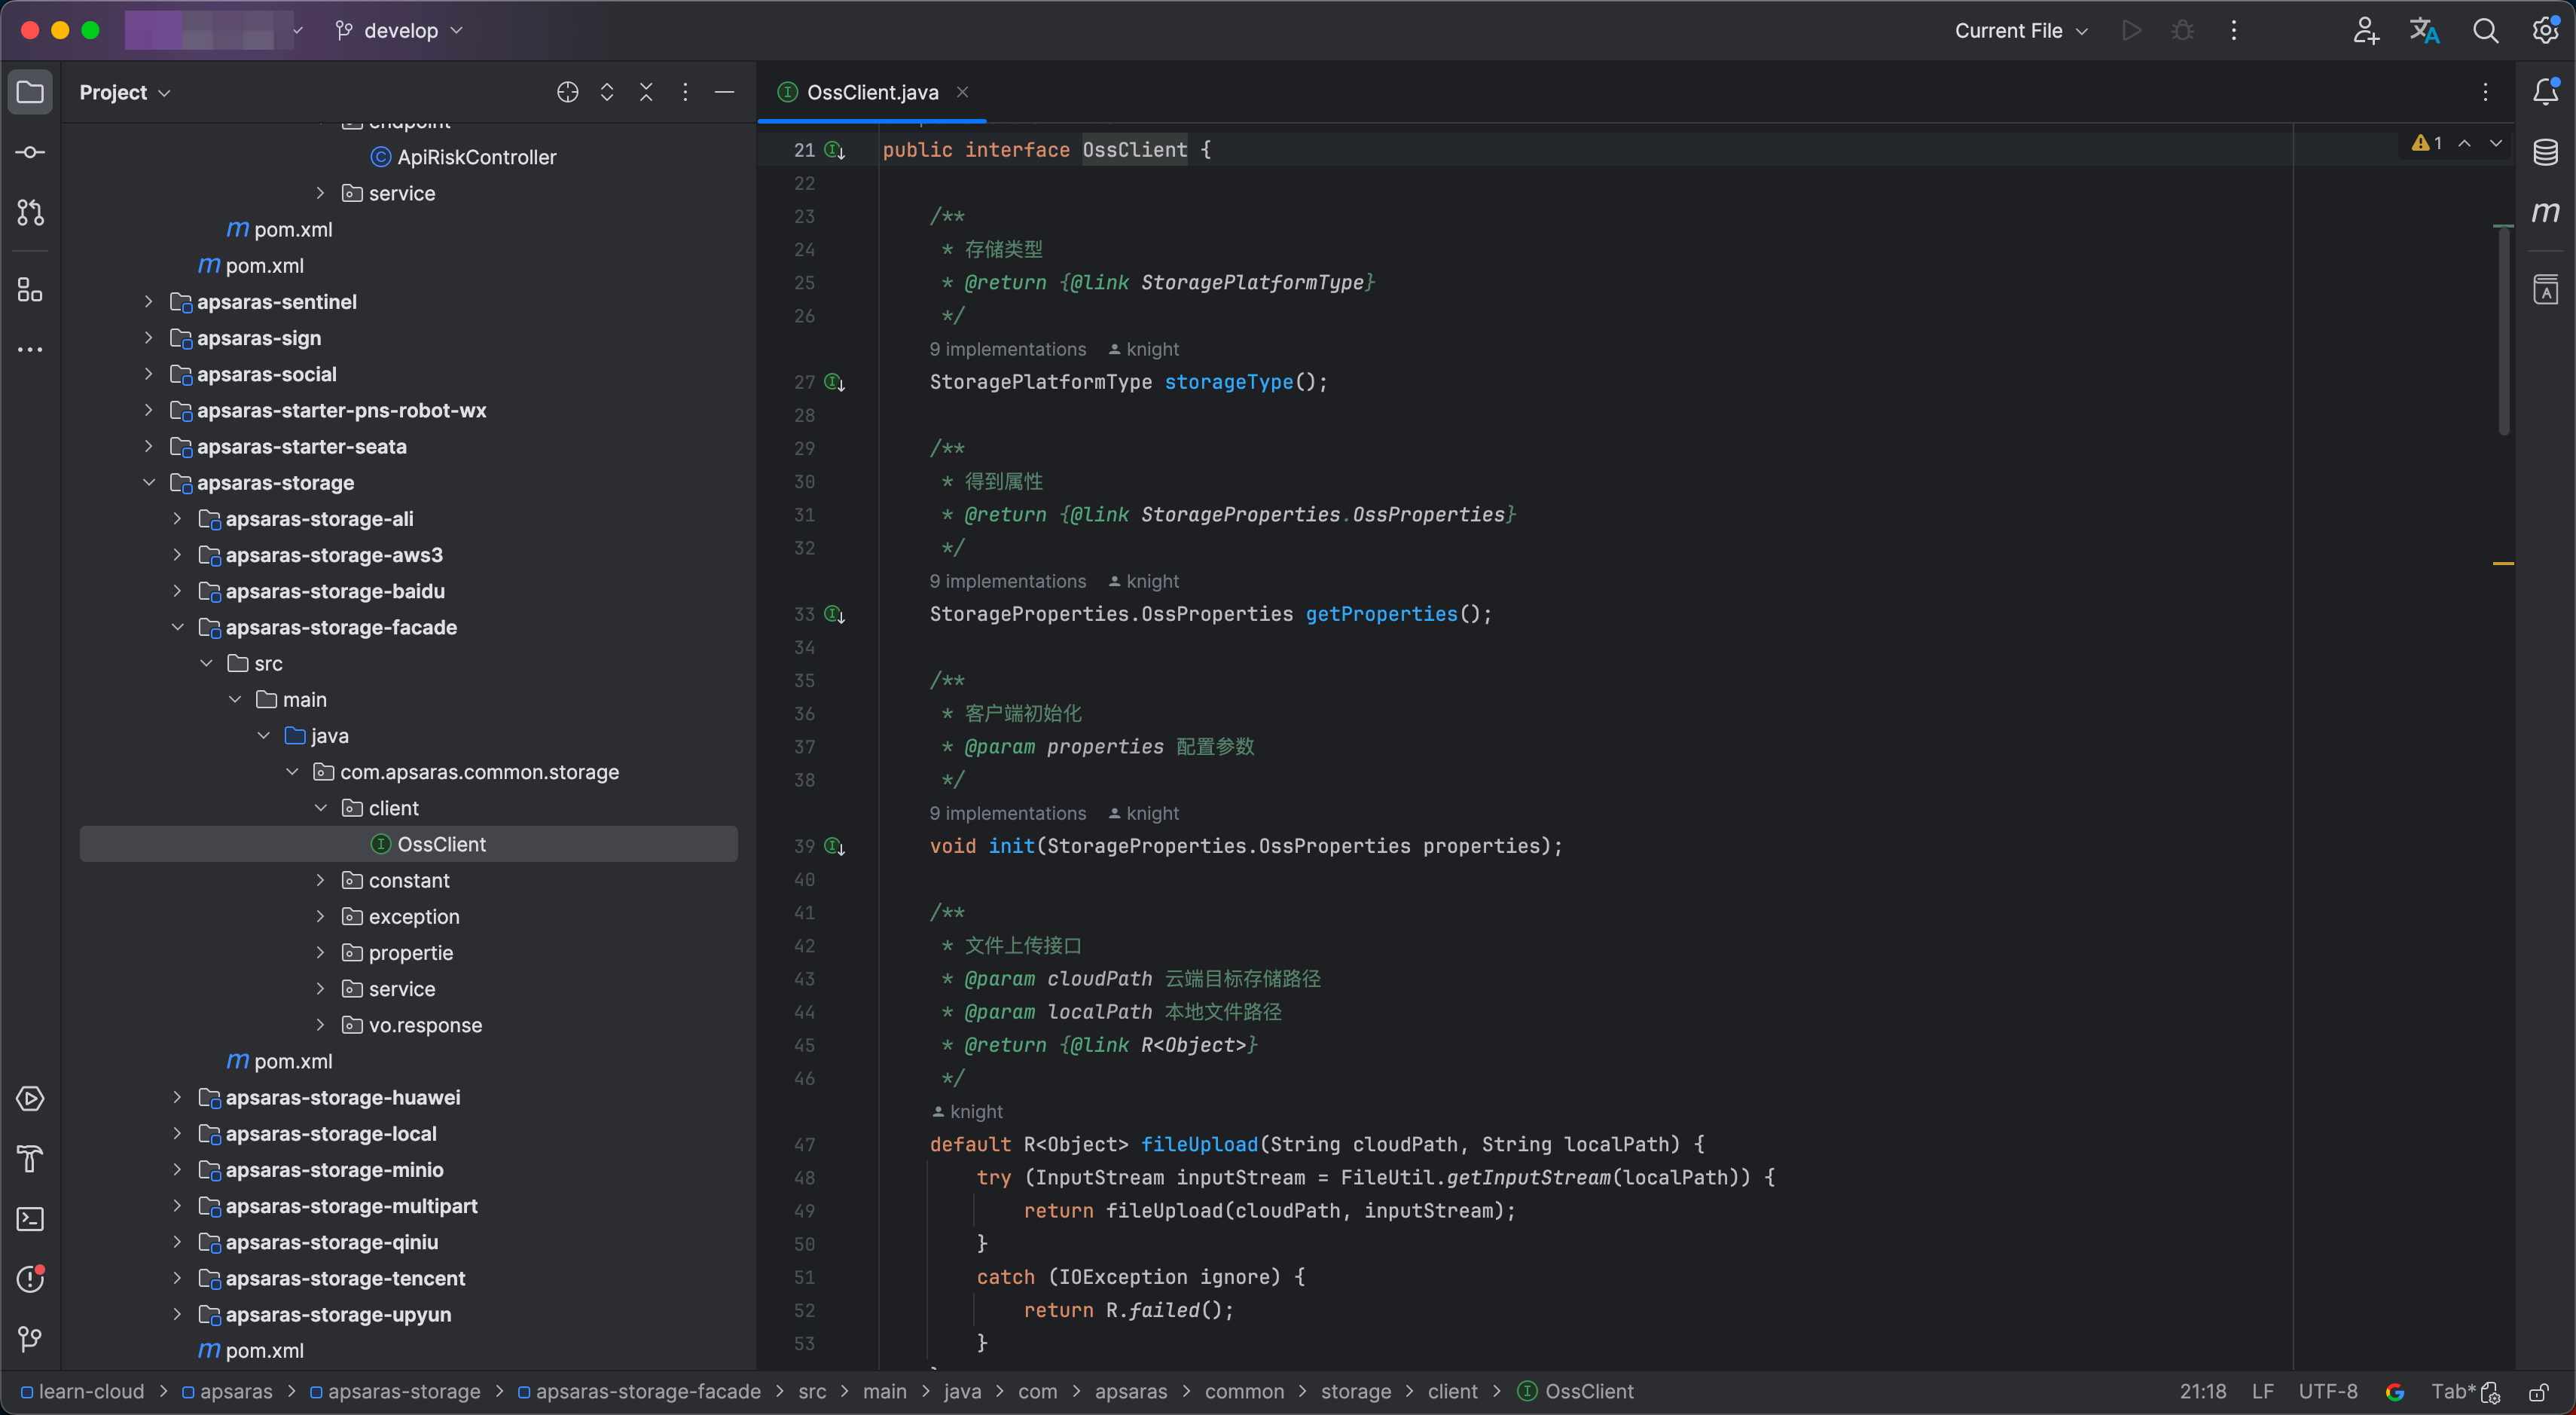 develop
Current File
Project
OssClient.java
endpoint
ApiRiskController
service
pom.xml
pom.xml
apsaras-sentinel
apsaras-sign
apsaras-social
apsaras-starter-pns-robot-wx
apsaras-starter-seata
apsaras-storage
apsaras-storage-ali
apsaras-storage-aws3
apsaras-storage-baidu
apsaras-storage-facade
src
main
java
com.apsaras.common.storage
client
OssClient
constant
exception
propertie
service
vo.response
pom.xml
apsaras-storage-huawei
apsaras-storage-local
apsaras-storage-minio
apsaras-storage-multipart
apsaras-storage-qiniu
apsaras-storage-tencent
apsaras-storage-upyun
pom.xml
21 public interface OssClient {
1
22
23 /**
24 * 存储类型
25 * @return {@link StoragePlatformType}
26 */
9 implementations knight
27 StoragePlatformType storageType();
28
29 /**
30 * 得到属性
31 * @return {@link StorageProperties.OssProperties}
32 */
9 implementations knight
33 StorageProperties.OssProperties getProperties();
34
35 /**
36 * 客户端初始化
37 * @param properties 配置参数
38 */
9 implementations knight
39 void init(StorageProperties.OssProperties properties);
40
41 /**
42 * 文件上传接口
43 * @param cloudPath 云端目标存储路径
44 * @param localPath 本地文件路径
45 * @return {@link R<Object>}
46 */
knight
47 default R<Object> fileUpload(String cloudPath, String localPath) {
48 try (InputStream inputStream = FileUtil.getInputStream(localPath)) {
49 return fileUpload(cloudPath, inputStream);
50 }
51 catch (IOException ignore) {
52 return R.failed();
53 }
learn-cloud > apsaras > apsaras-storage > apsaras-storage-facade > src > main > java > com > apsaras > common > storage > client > OssClient
21:18 LF UTF-8 Tab*